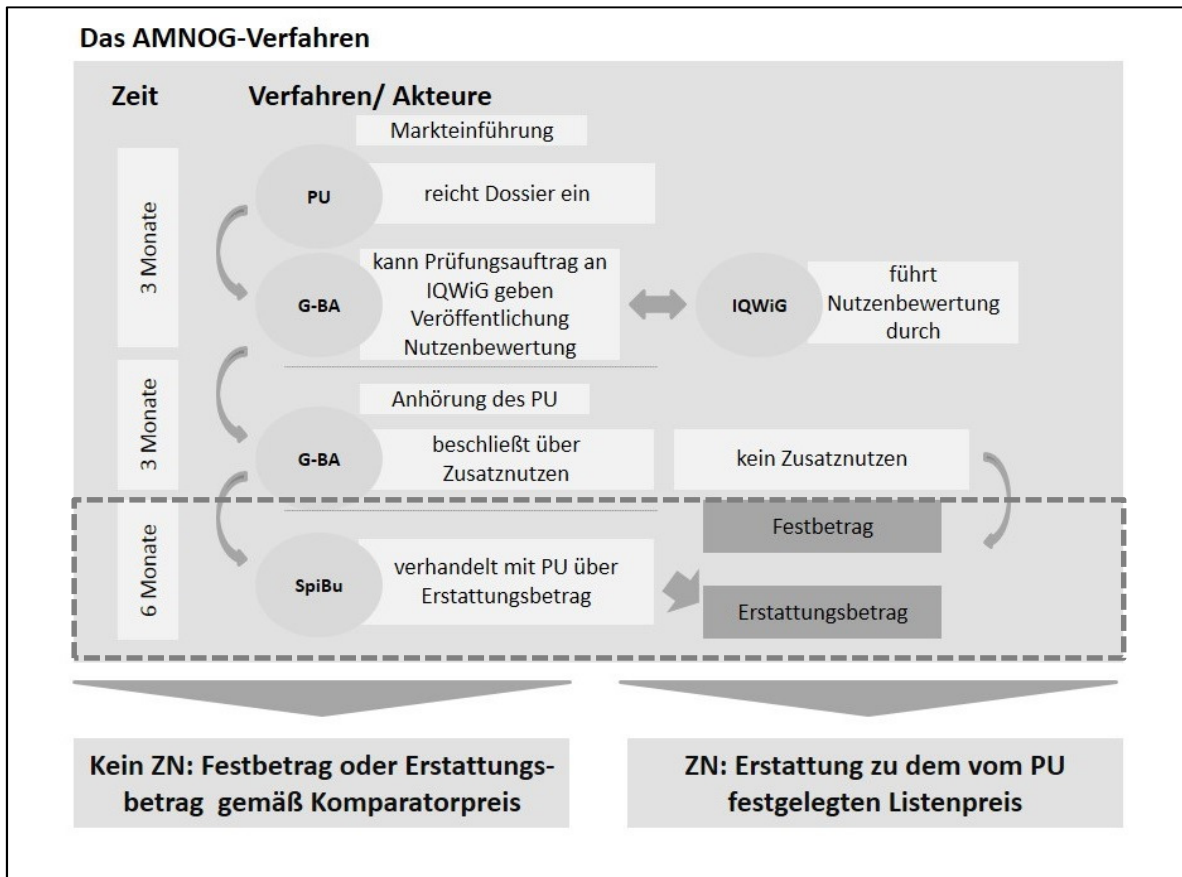 Das AMNOG-Verfahren
Zeit
Verfahren/ Akteure
Markteinführung
3 Monate
PU
reicht Dossier ein
G-BA
kann Prüfungsauftrag an
IQWiG geben
Veröffentlichung
Nutzenbewertung
IQWiG
führt
Nutzenbewertung
durch
3 Monate
Anhörung des PU
G-BA
beschließt über
Zusatznutzen
kein Zusatznutzen
6 Monate
Festbetrag
SpiBu
verhandelt mit PU über
Erstattungsbetrag
Erstattungsbetrag
Kein ZN: Festbetrag oder Erstattungs-
betrag gemäß Komparatorpreis
ZN: Erstattung zu dem vom PU
festgelegten Listenpreis